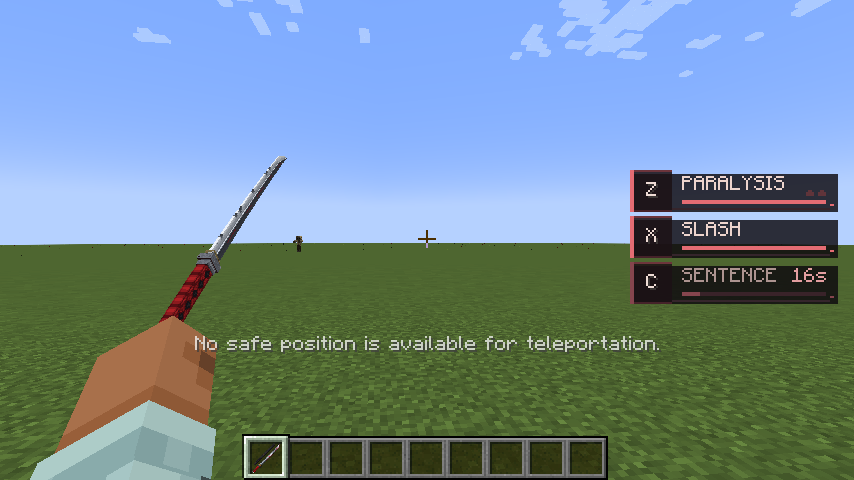 Z PARALYSIS
X SLASH
C SENTENCE 16s
No safe position is available for teleportation.